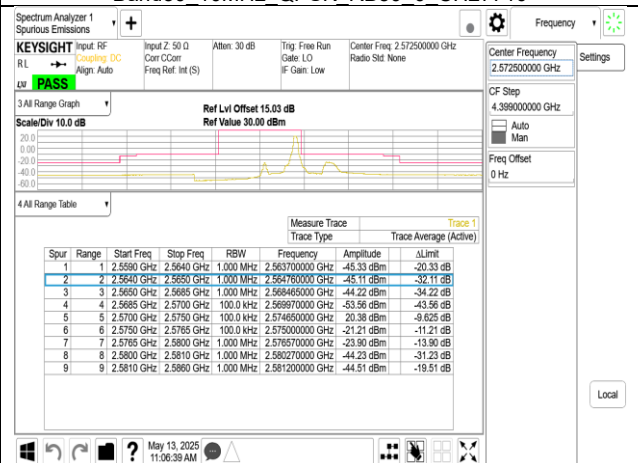 Spectrum Analyzer 1
Spurious Emissions
Frequency
KEYSIGHT
RL
LXI
PASS
Input: RF
Coupling: DC
Align: Auto
Input Z: 50 Ω
Corr CCorr
Freq Ref: Int (S)
Atten: 30 dB
Trig: Free Run
Gate: LO
IF Gain: Low
Center Freq: 2.572500000 GHz
Radio Std: None
Center Frequency
2.572500000 GHz
Settings
CF Step
4.399000000 GHz
Auto
Man
Freq Offset
0 Hz
3 All Range Graph
Scale/Div 10.0 dB
Ref Lvl Offset 15.03 dB
Ref Value 30.00 dBm
20.0
0.00
-20.0
-40.0
-60.0
4 All Range Table
Measure Trace Trace 1
Trace Type Trace Average (Active)
Spur Range Start Freq Stop Freq RBW Frequency Amplitude ΔLimit
1 1 2.5590 GHz 2.5640 GHz 1.000 MHz 2.563700000 GHz -45.33 dBm -20.33 dB
2 2 2.5640 GHz 2.5650 GHz 1.000 MHz 2.564760000 GHz -45.11 dBm -32.11 dB
3 3 2.5650 GHz 2.5685 GHz 1.000 MHz 2.568465000 GHz -44.22 dBm -34.22 dB
4 4 2.5685 GHz 2.5700 GHz 100.0 kHz 2.569970000 GHz -53.56 dBm -43.56 dB
5 5 2.5700 GHz 2.5750 GHz 100.0 kHz 2.574650000 GHz 20.38 dBm -9.625 dB
6 6 2.5750 GHz 2.5765 GHz 100.0 kHz 2.575000000 GHz -21.21 dBm -11.21 dB
7 7 2.5765 GHz 2.5800 GHz 1.000 MHz 2.576570000 GHz -23.90 dBm -13.90 dB
8 8 2.5800 GHz 2.5810 GHz 1.000 MHz 2.580270000 GHz -44.23 dBm -31.23 dB
9 9 2.5810 GHz 2.5860 GHz 1.000 MHz 2.581200000 GHz -44.51 dBm -19.51 dB
Local
May 13, 2025
11:06:39 AM